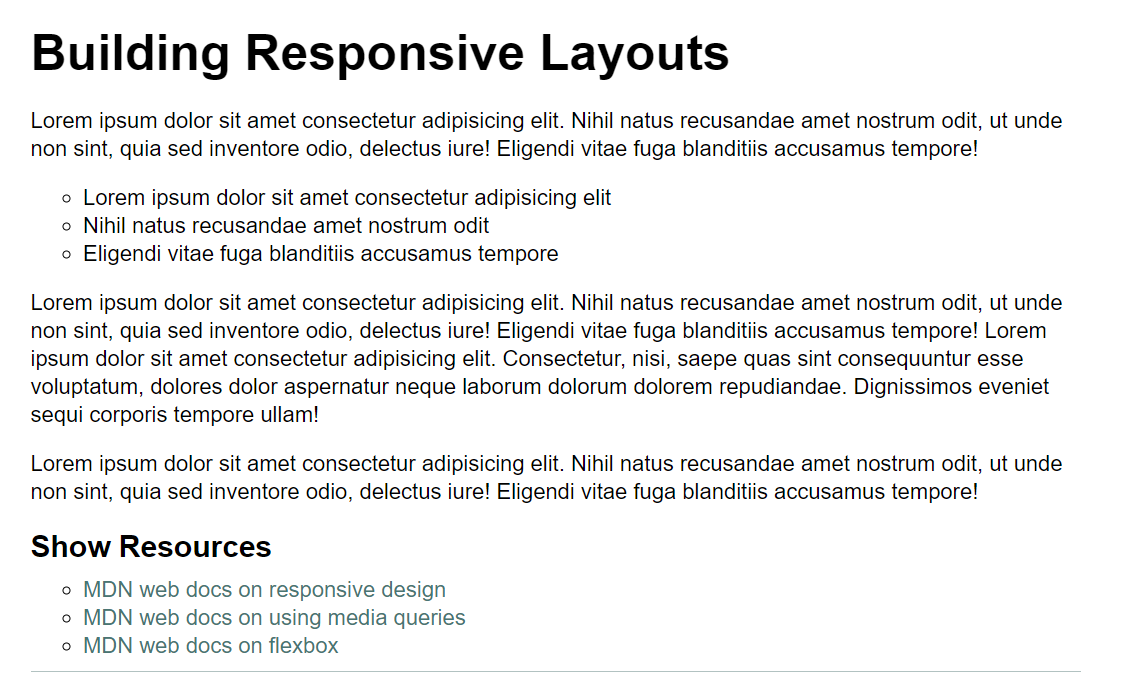 Building Responsive Layouts
Lorem ipsum dolor sit amet consectetur adipisicing elit. Nihil natus recusandae amet nostrum odit, ut unde
non sint, quia sed inventore odio, delectus iure! Eligendi vitae fuga blanditiis accusamus tempore!
Lorem ipsum dolor sit amet consectetur adipisicing elit
Nihil natus recusandae amet nostrum odit
Eligendi vitae fuga blanditiis accusamus tempore
Lorem ipsum dolor sit amet consectetur adipisicing elit. Nihil natus recusandae amet nostrum odit, ut unde
non sint, quia sed inventore odio, delectus iure! Eligendi vitae fuga blanditiis accusamus tempore! Lorem
ipsum dolor sit amet consectetur adipisicing elit. Consectetur, nisi, saepe quas sint consequuntur esse
voluptatum, dolores dolor aspernatur neque laborum dolorum dolorem repudiandae. Dignissimos eveniet
sequi corporis tempore ullam!
Lorem ipsum dolor sit amet consectetur adipisicing elit. Nihil natus recusandae amet nostrum odit, ut unde
non sint, quia sed inventore odio, delectus iure! Eligendi vitae fuga blanditiis accusamus tempore!
Show Resources
MDN web docs on responsive design
MDN web docs on using media queries
MDN web docs on flexbox